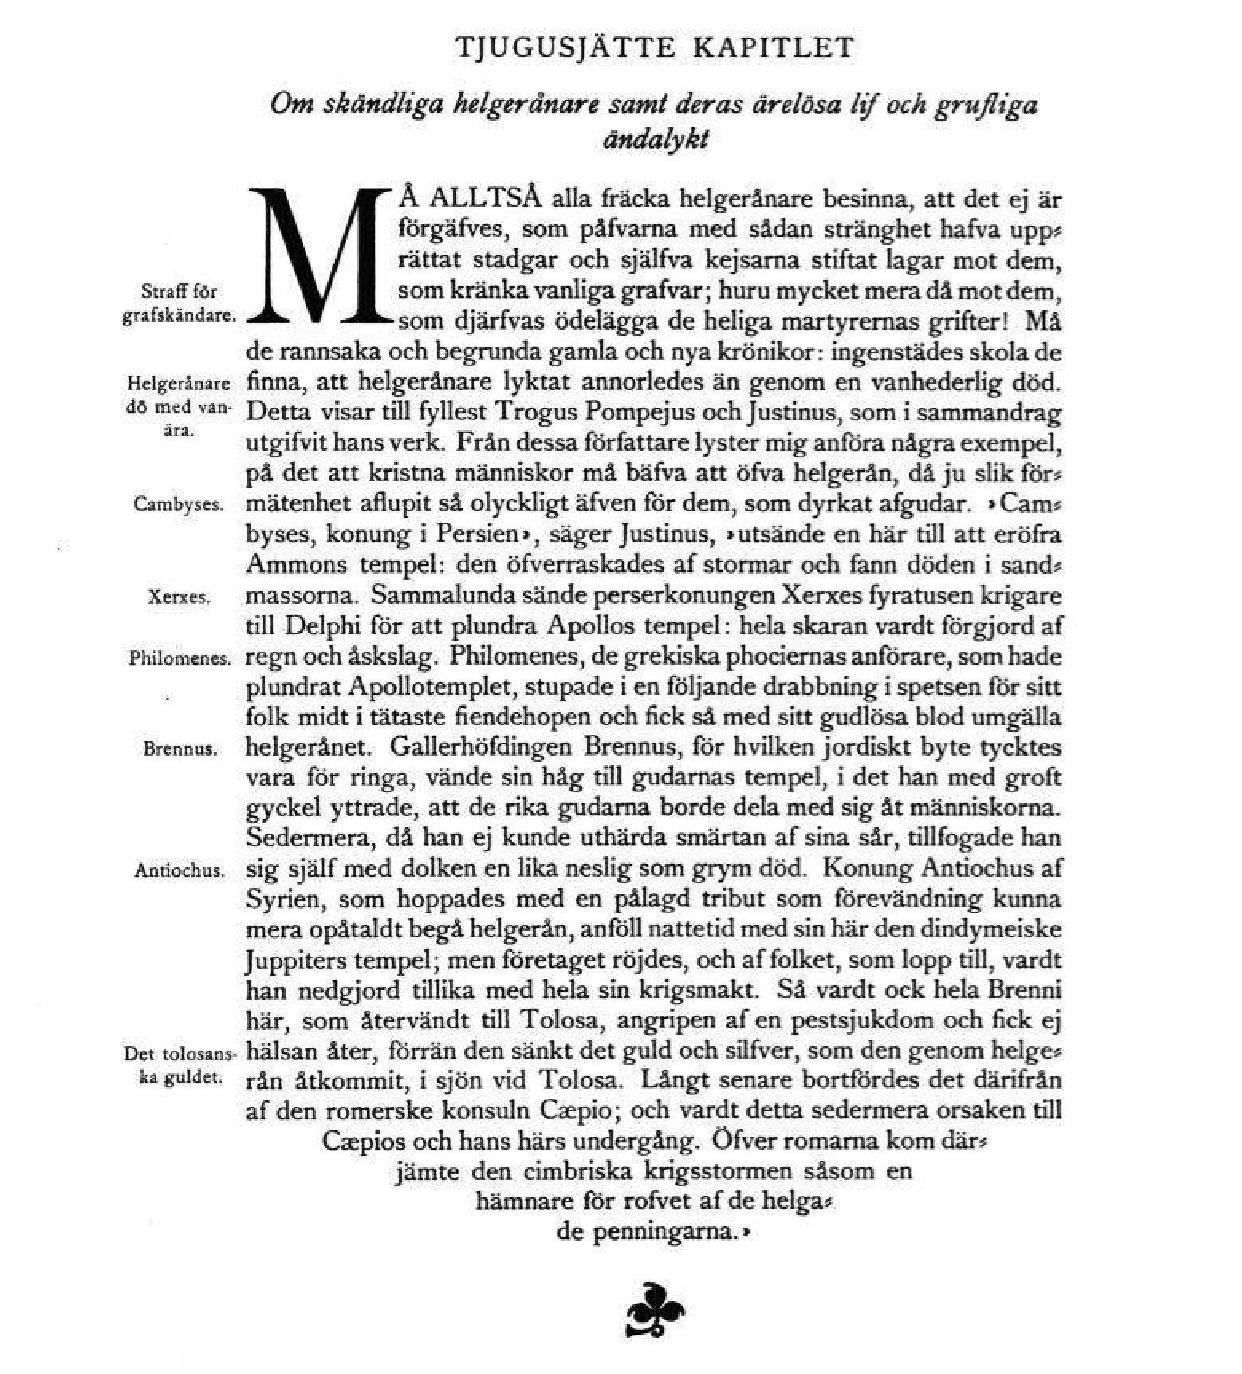 TJUGUSJÄTTE KAPITLET
Om skändliga helgerånare samt deras ärelösa lif och grufliga
ändalykt
MÅ ALLTSÅ alla fräcka helgerånare besinna, att det ej är
förgäfves, som påfvarna med sådan stränghet hafva upp⸗
rättat stadgar och själfva kejsarna stiftat lagar mot dem,
Straff för
som kränka vanliga grafvar; huru mycket mera då mot dem,
grafskändare.
som djärfvas ödelägga de heliga martyrernas grifter! Må
de rannsaka och begrunda gamla och nya krönikor: ingenstädes skola de
Helgerånare
finna, att helgerånare lyktat annorledes än genom en vanhederlig död.
dö med van-
Detta visar till fyllest Trogus Pompejus och Justinus, som i sammandrag
ära.
utgifvit hans verk. Från dessa författare lyster mig anföra några exempel,
på det att kristna människor må bäfva att öfva helgerån, då ju slik för⸗
Cambyses.
mätenhet aflupit så olyckligt äfven för dem, som dyrkat afgudar. »Cam⸗
byses, konung i Persien», säger Justinus, »utsände en här till att eröfra
Ammons tempel: den öfverraskades af stormar och fann döden i sand⸗
Xerxes.
massorna. Sammalunda sände perserkonungen Xerxes fyratusen krigare
till Delphi för att plundra Apollos tempel: hela skaran vardt förgjord af
Philomenes.
regn och åskslag. Philomenes, de grekiska phociernas anförare, som hade
plundrat Apollotemplet, stupade i en följande drabbning i spetsen för sitt
folk midt i tätaste fiendehopen och fick så med sitt gudlösa blod umgälla
Brennus.
helgerånet. Gallerhöfdingen Brennus, för hvilken jordiskt byte tycktes
vara för ringa, vände sin håg till gudarnas tempel, i det han med groft
gyckel yttrade, att de rika gudarna borde dela med sig åt människorna.
Sedermera, då han ej kunde uthärda smärtan af sina sår, tillfogade han
Antiochus.
sig själf med dolken en lika neslig som grym död. Konung Antiochus af
Syrien, som hoppades med en pålagd tribut som förevändning kunna
mera opåtaldt begå helgerån, anföll nattetid med sin här den dindymeiske
Juppiters tempel; men företaget röjdes, och af folket, som lopp till, vardt
han nedgjord tillika med hela sin krigsmakt. Så vardt ock hela Brenni
här, som återvändt till Tolosa, angripen af en pestsjukdom och fick ej
Det tolosans-
hälsan åter, förrän den sänkt det guld och silfver, som den genom helge⸗
ka guldet.
rån åtkommit, i sjön vid Tolosa. Långt senare bortfördes det därifrån
af den romerske konsuln Cæpio; och vardt detta sedermera orsaken till
Cæpios och hans härs undergång. Öfver romarna kom där⸗
jämte den cimbriska krigsstormen såsom en
hämnare för rofvet af de helga⸗
de penningarna.»